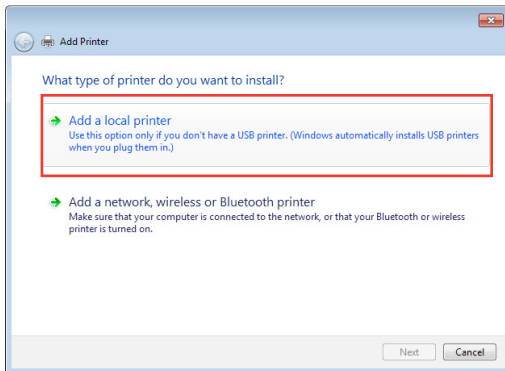 Add Printer
What type of printer do you want to install?
Add a local printer
Use this option only if you don't have a USB printer. (Windows automatically installs USB printers
when you plug them in.)
Add a network, wireless or Bluetooth printer
Make sure that your computer is connected to the network, or that your Bluetooth or wireless
printer is turned on.
Next Cancel